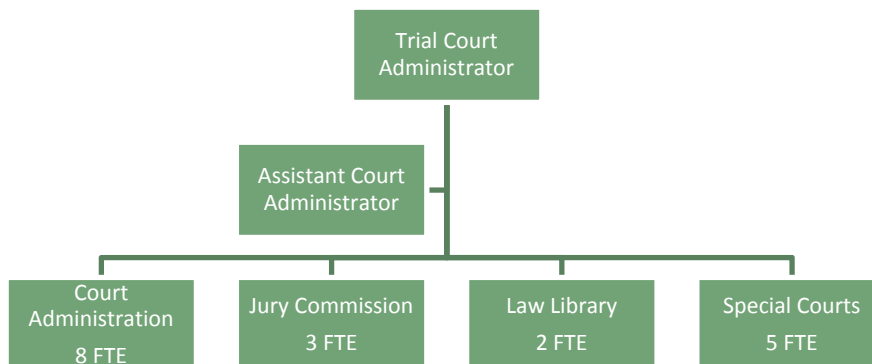 Trial Court
Administrator
Assistant Court
Administrator
Court
Administration
8 FTE
Jury Commission
3 FTE
Law Library
2 FTE
Special Courts
5 FTE